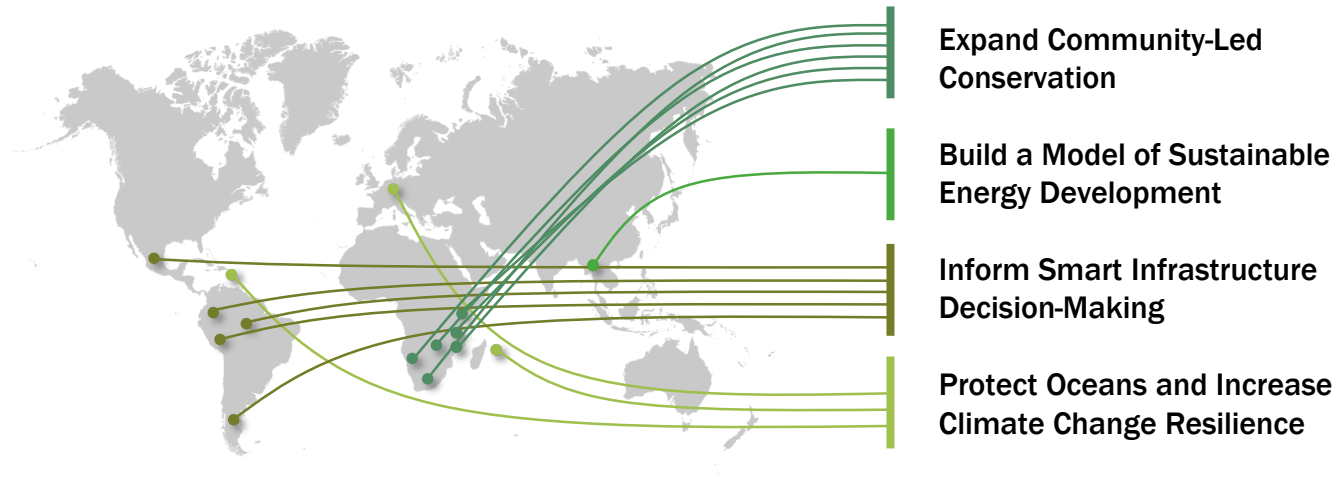 Expand Community-Led
Conservation
Build a Model of Sustainable
Energy Development
Inform Smart Infrastructure
Decision-Making
Protect Oceans and Increase
Climate Change Resilience